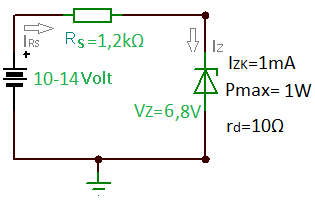 IRS
RS=1,2kΩ
IZ
+
10-14Volt
VZ=6,8V
IZK=1mA
Pmax= 1W
rd=10Ω